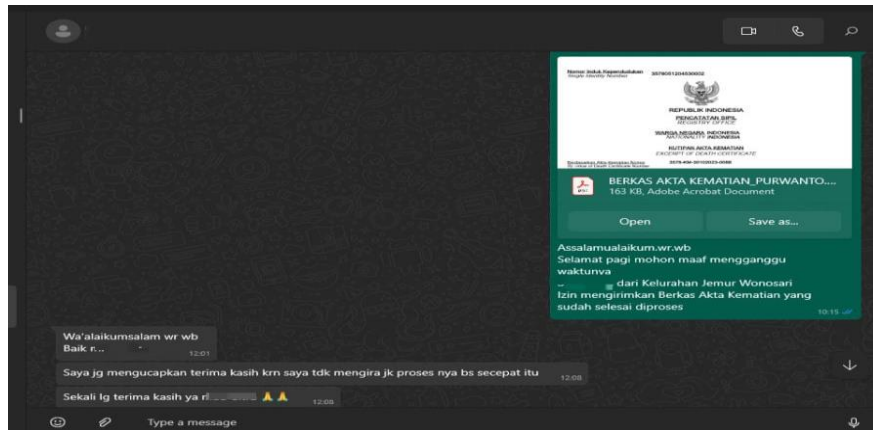 Nomor Induk Kependudukan
Single Identity Number
REPUBLIK INDONESIA
PENCATATAN SIPIL
REGISTRY OFFICE
WARGA NEGARA INDONESIA
NATIONALITY INDONESIA
KUTIPAN AKTA KEMATIAN
EXCERPT OF DEATH CERTIFICATE
BERKAS AKTA KEMATIAN_PURWANTO....
163 KB, Adobe Acrobat Document
Open Save as...
Assalamualaikum.wr.wb
Selamat pagi mohon maaf mengganggu
waktunya
dari Kelurahan Jemur Wonosari
Izin mengirimkan Berkas Akta Kematian yang
sudah selesai diproses
10:15
Wa'alaikumsalam wr wb
Baik
12:01
Saya jg mengucapkan terima kasih krn saya tdk mengira jk proses nya bs secepat itu
12:08
Sekali lg terima kasih ya 🙏🙏
12:08
Type a message